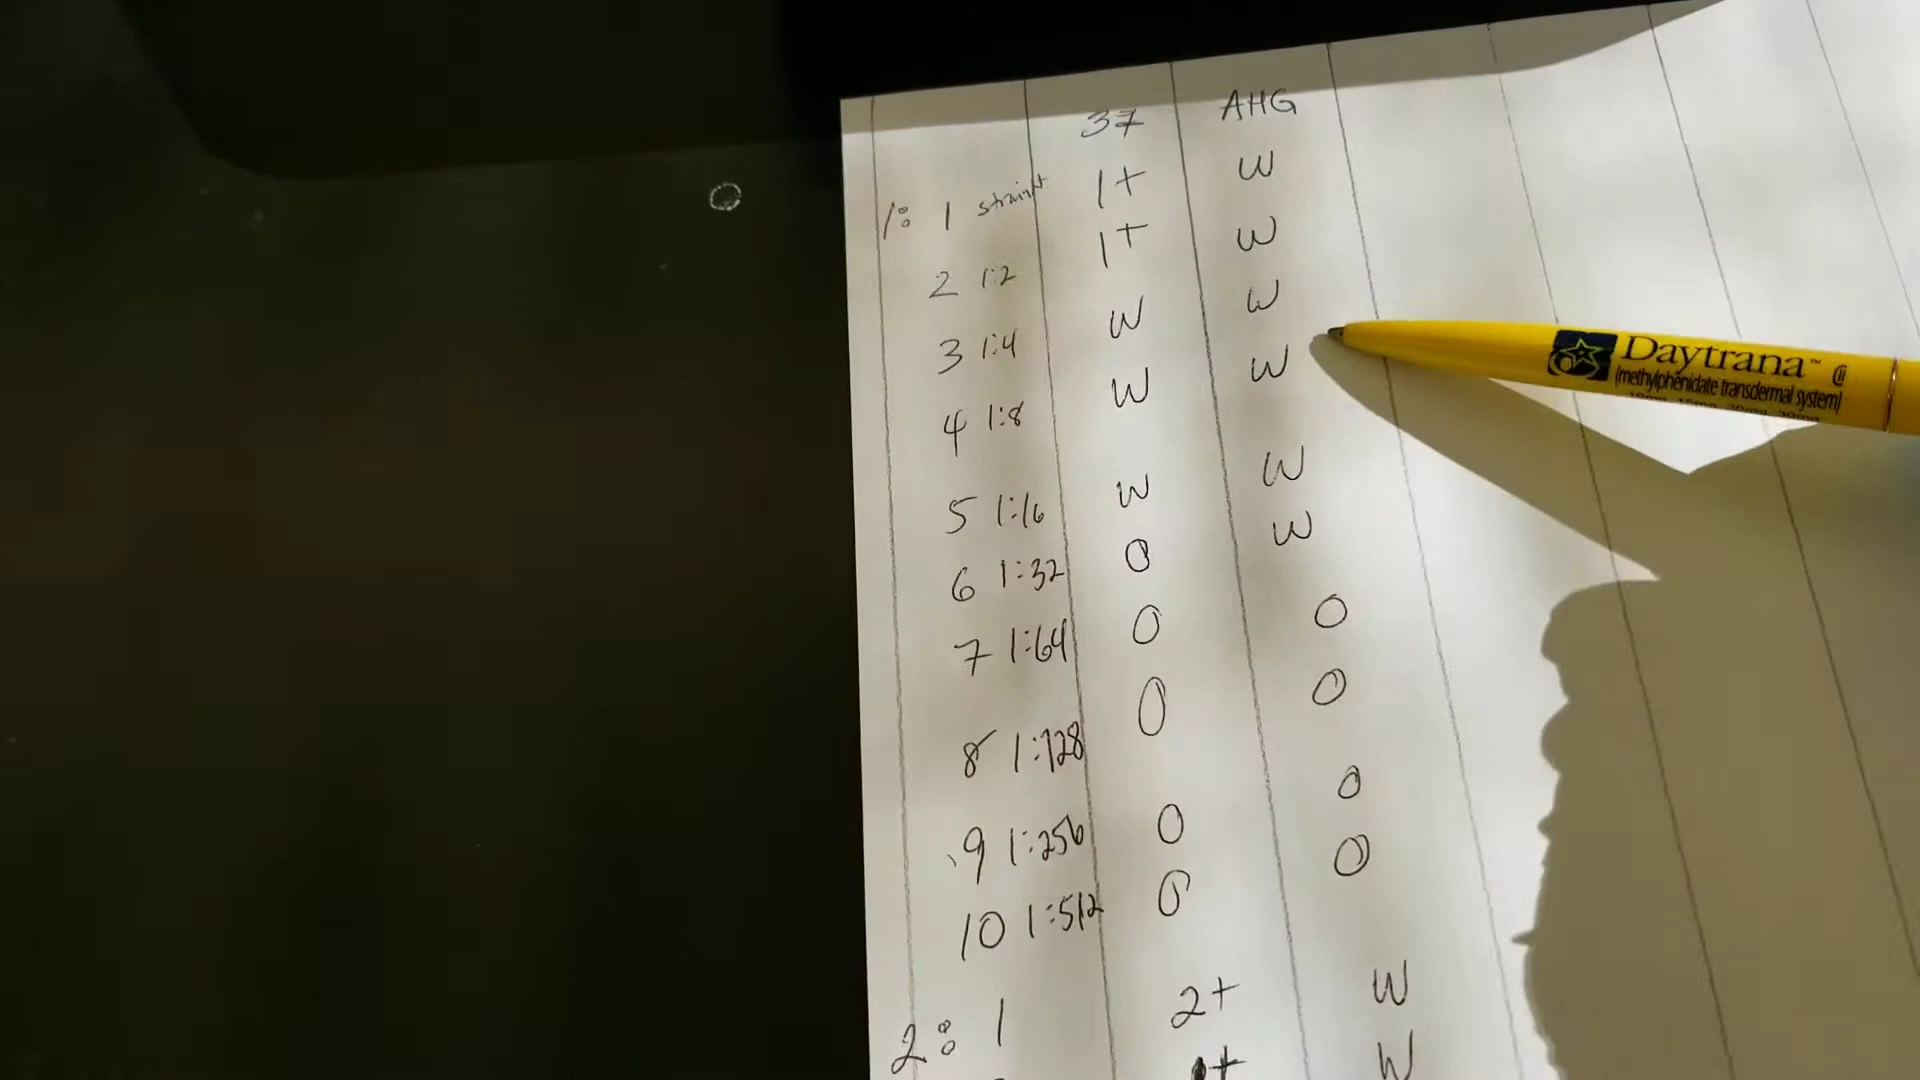 37 AHG
1: 1 straight 1+ W
2 1:2 1+ W
3 1:4 W W
4 1:8 W W
5 1:16 W W
6 1:32 0 W
7 1:64 0 0
8 1:128 0 0
9 1:256 0 0
10 1:512 0 0
2: 1 2+ W
W
Daytrana™
(methylphenidate transdermal system)